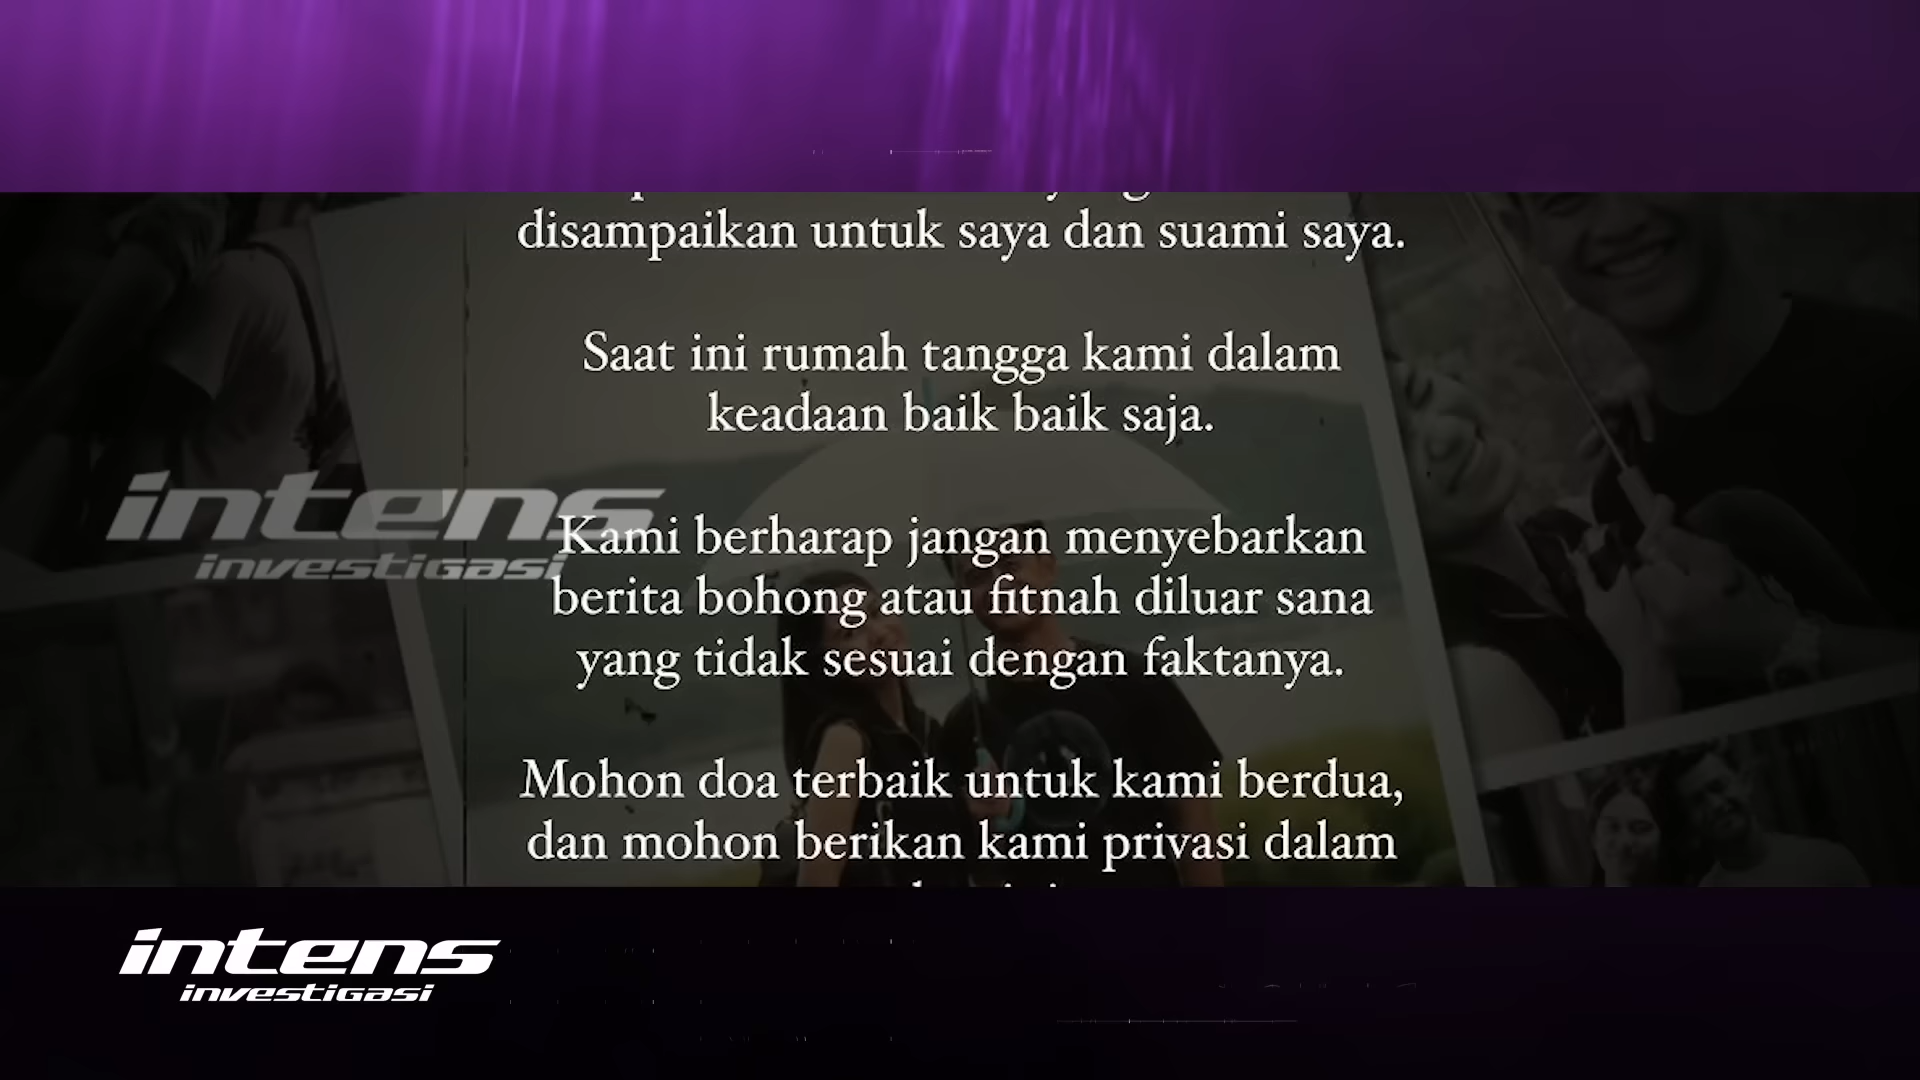 disampaikan untuk saya dan suami saya.
Saat ini rumah tangga kami dalam
keadaan baik baik saja.
intens
investigasi
Kami berharap jangan menyebarkan
berita bohong atau fitnah diluar sana
yang tidak sesuai dengan faktanya.
Mohon doa terbaik untuk kami berdua,
dan mohon berikan kami privasi dalam
intens
investigasi